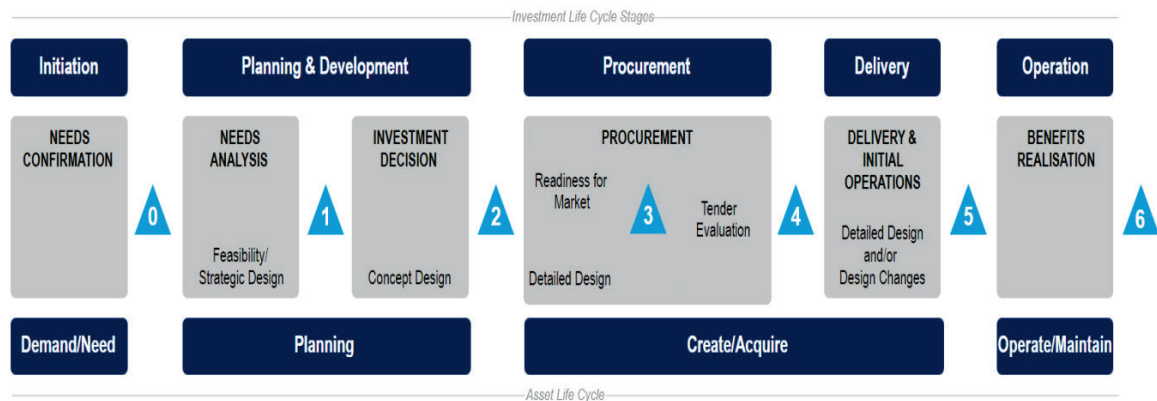 Investment Life Cycle Stages
Initiation
Planning & Development
Procurement
Delivery
Operation
NEEDS
CONFIRMATION
0
NEEDS
ANALYSIS
Feasibility/
Strategic Design
1
INVESTMENT
DECISION
Concept Design
2
PROCUREMENT
Readiness for
Market
Detailed Design
3
Tender
Evaluation
4
DELIVERY &
INITIAL
OPERATIONS
Detailed Design
and/or
Design Changes
5
BENEFITS
REALISATION
6
Demand/Need
Planning
Create/Acquire
Operate/Maintain
Asset Life Cycle